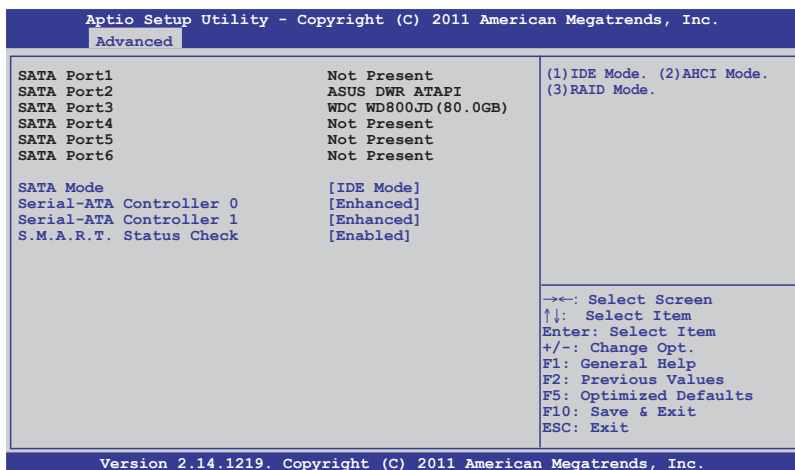 Aptio Setup Utility - Copyright (C) 2011 American Megatrends, Inc.
Advanced
SATA Port1 Not Present
SATA Port2 ASUS DWR ATAPI
SATA Port3 WDC WD800JD(80.0GB)
SATA Port4 Not Present
SATA Port5 Not Present
SATA Port6 Not Present
SATA Mode [IDE Mode]
Serial-ATA Controller 0 [Enhanced]
Serial-ATA Controller 1 [Enhanced]
S.M.A.R.T. Status Check [Enabled]
(1)IDE Mode. (2)AHCI Mode.
(3)RAID Mode.
→←: Select Screen
↑↓: Select Item
Enter: Select Item
+/-: Change Opt.
F1: General Help
F2: Previous Values
F5: Optimized Defaults
F10: Save & Exit
ESC: Exit
Version 2.14.1219. Copyright (C) 2011 American Megatrends, Inc.